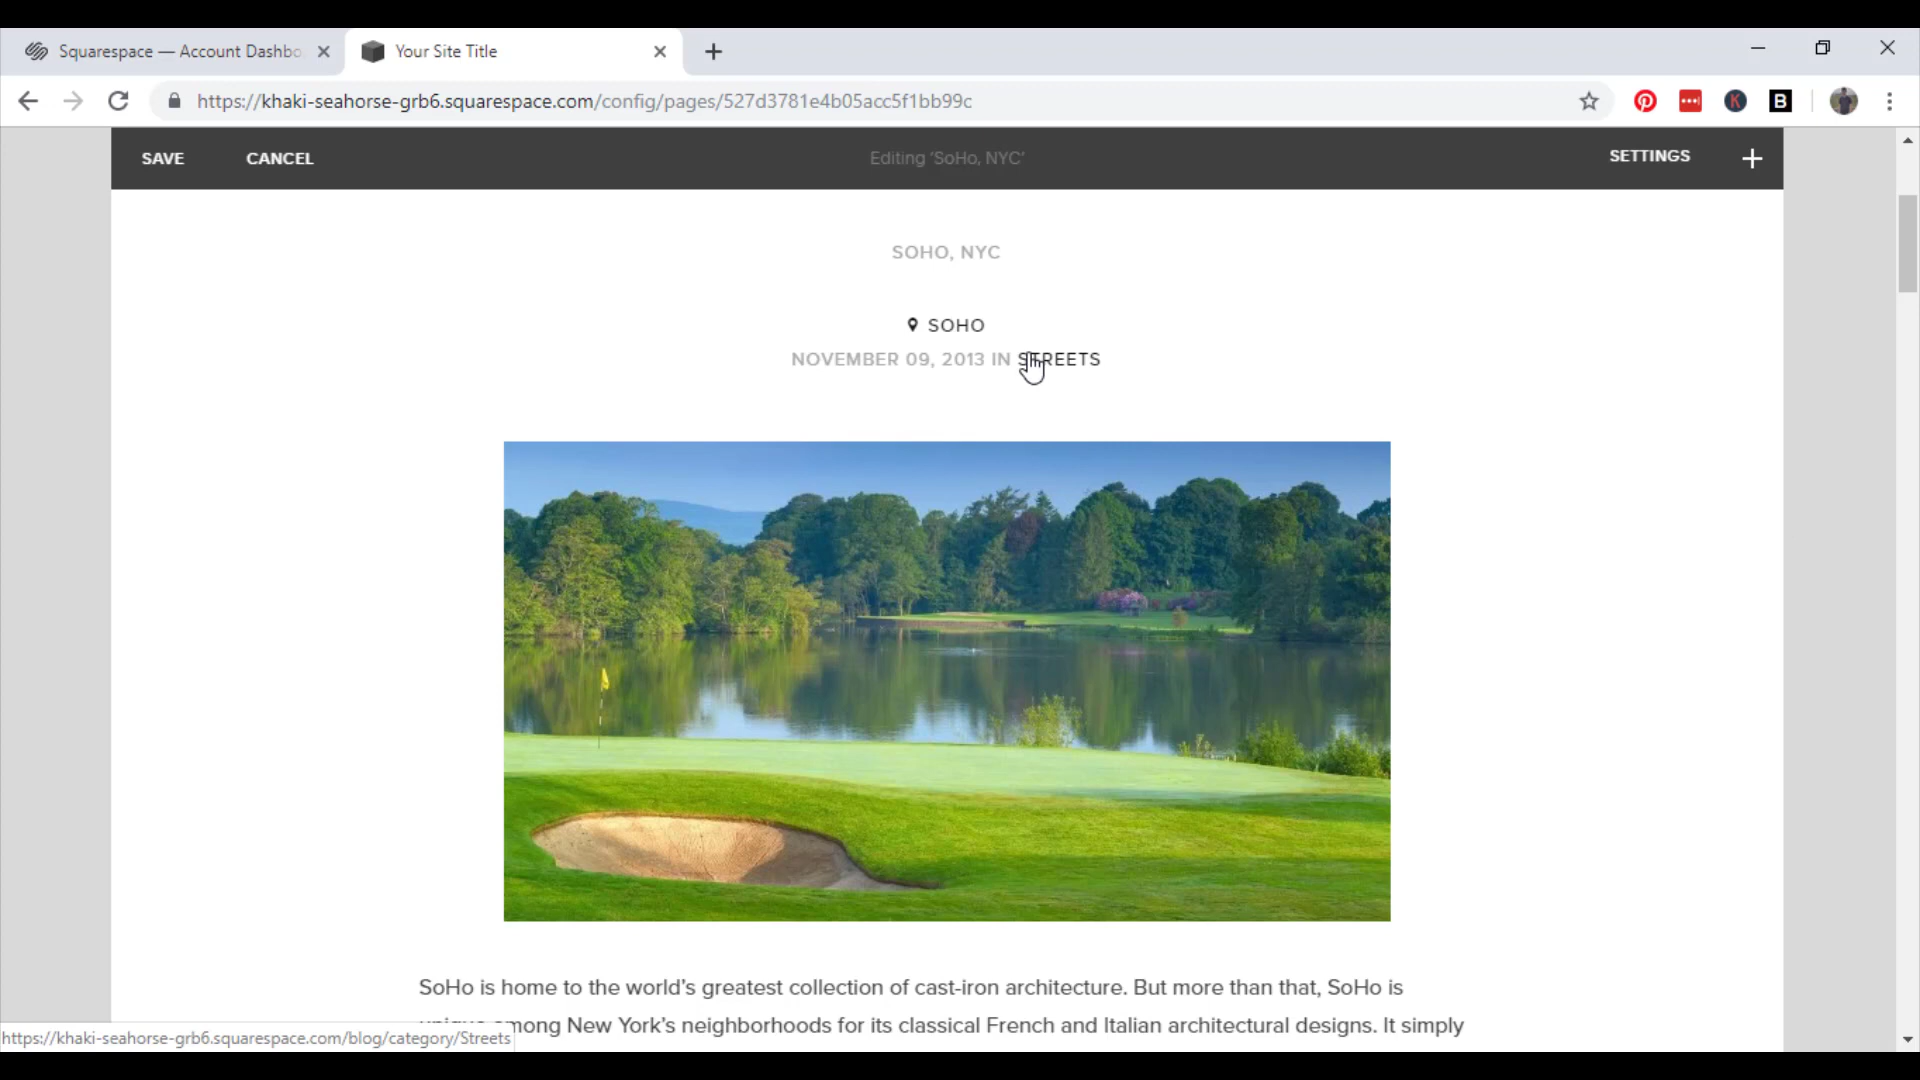 Squarespace — Account Dashbo
Your Site Title
https://khaki-seahorse-grb6.squarespace.com/config/pages/527d3781e4b05acc5f1bb99c
K
B
SAVE
CANCEL
Editing ‘SoHo, NYC’
SETTINGS
SOHO, NYC
SOHO
NOVEMBER 09, 2013 IN STREETS
SoHo is home to the world’s greatest collection of cast-iron architecture. But more than that, SoHo is
unique among New York’s neighborhoods for its classical French and Italian architectural designs. It simply
https://khaki-seahorse-grb6.squarespace.com/blog/category/Streets